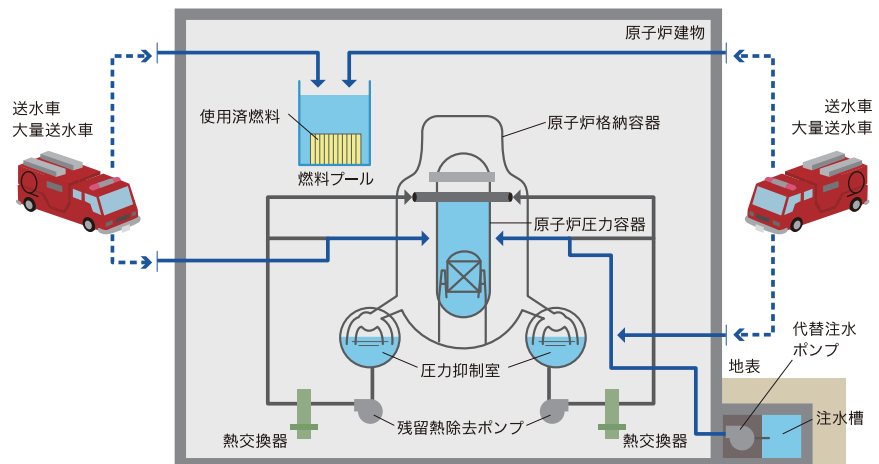 原子炉建物
送水車
大量送水車
送水車
大量送水車
使用済燃料
原子炉格納容器
燃料プール
原子炉圧力容器
代替注水
ポンプ
地表
圧力抑制室
注水槽
残留熱除去ポンプ
熱交換器
熱交換器